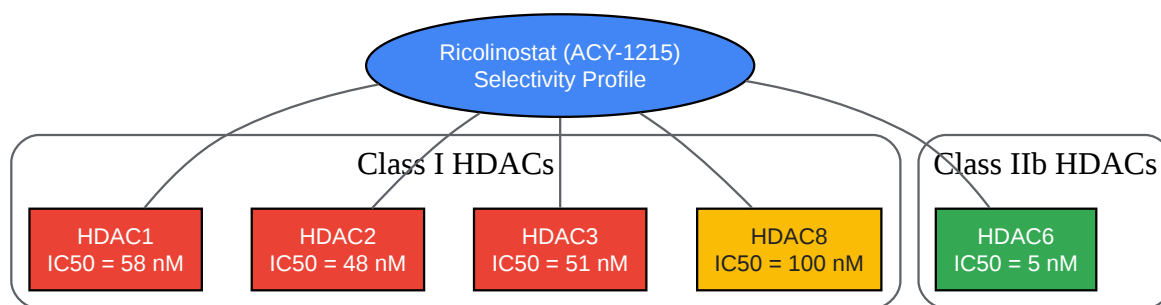 Ricolinostat (ACY-1215)
Selectivity Profile
Class I HDACs
Class IIb HDACs
HDAC1
IC50 = 58 nM
HDAC2
IC50 = 48 nM
HDAC3
IC50 = 51 nM
HDAC8
IC50 = 100 nM
HDAC6
IC50 = 5 nM